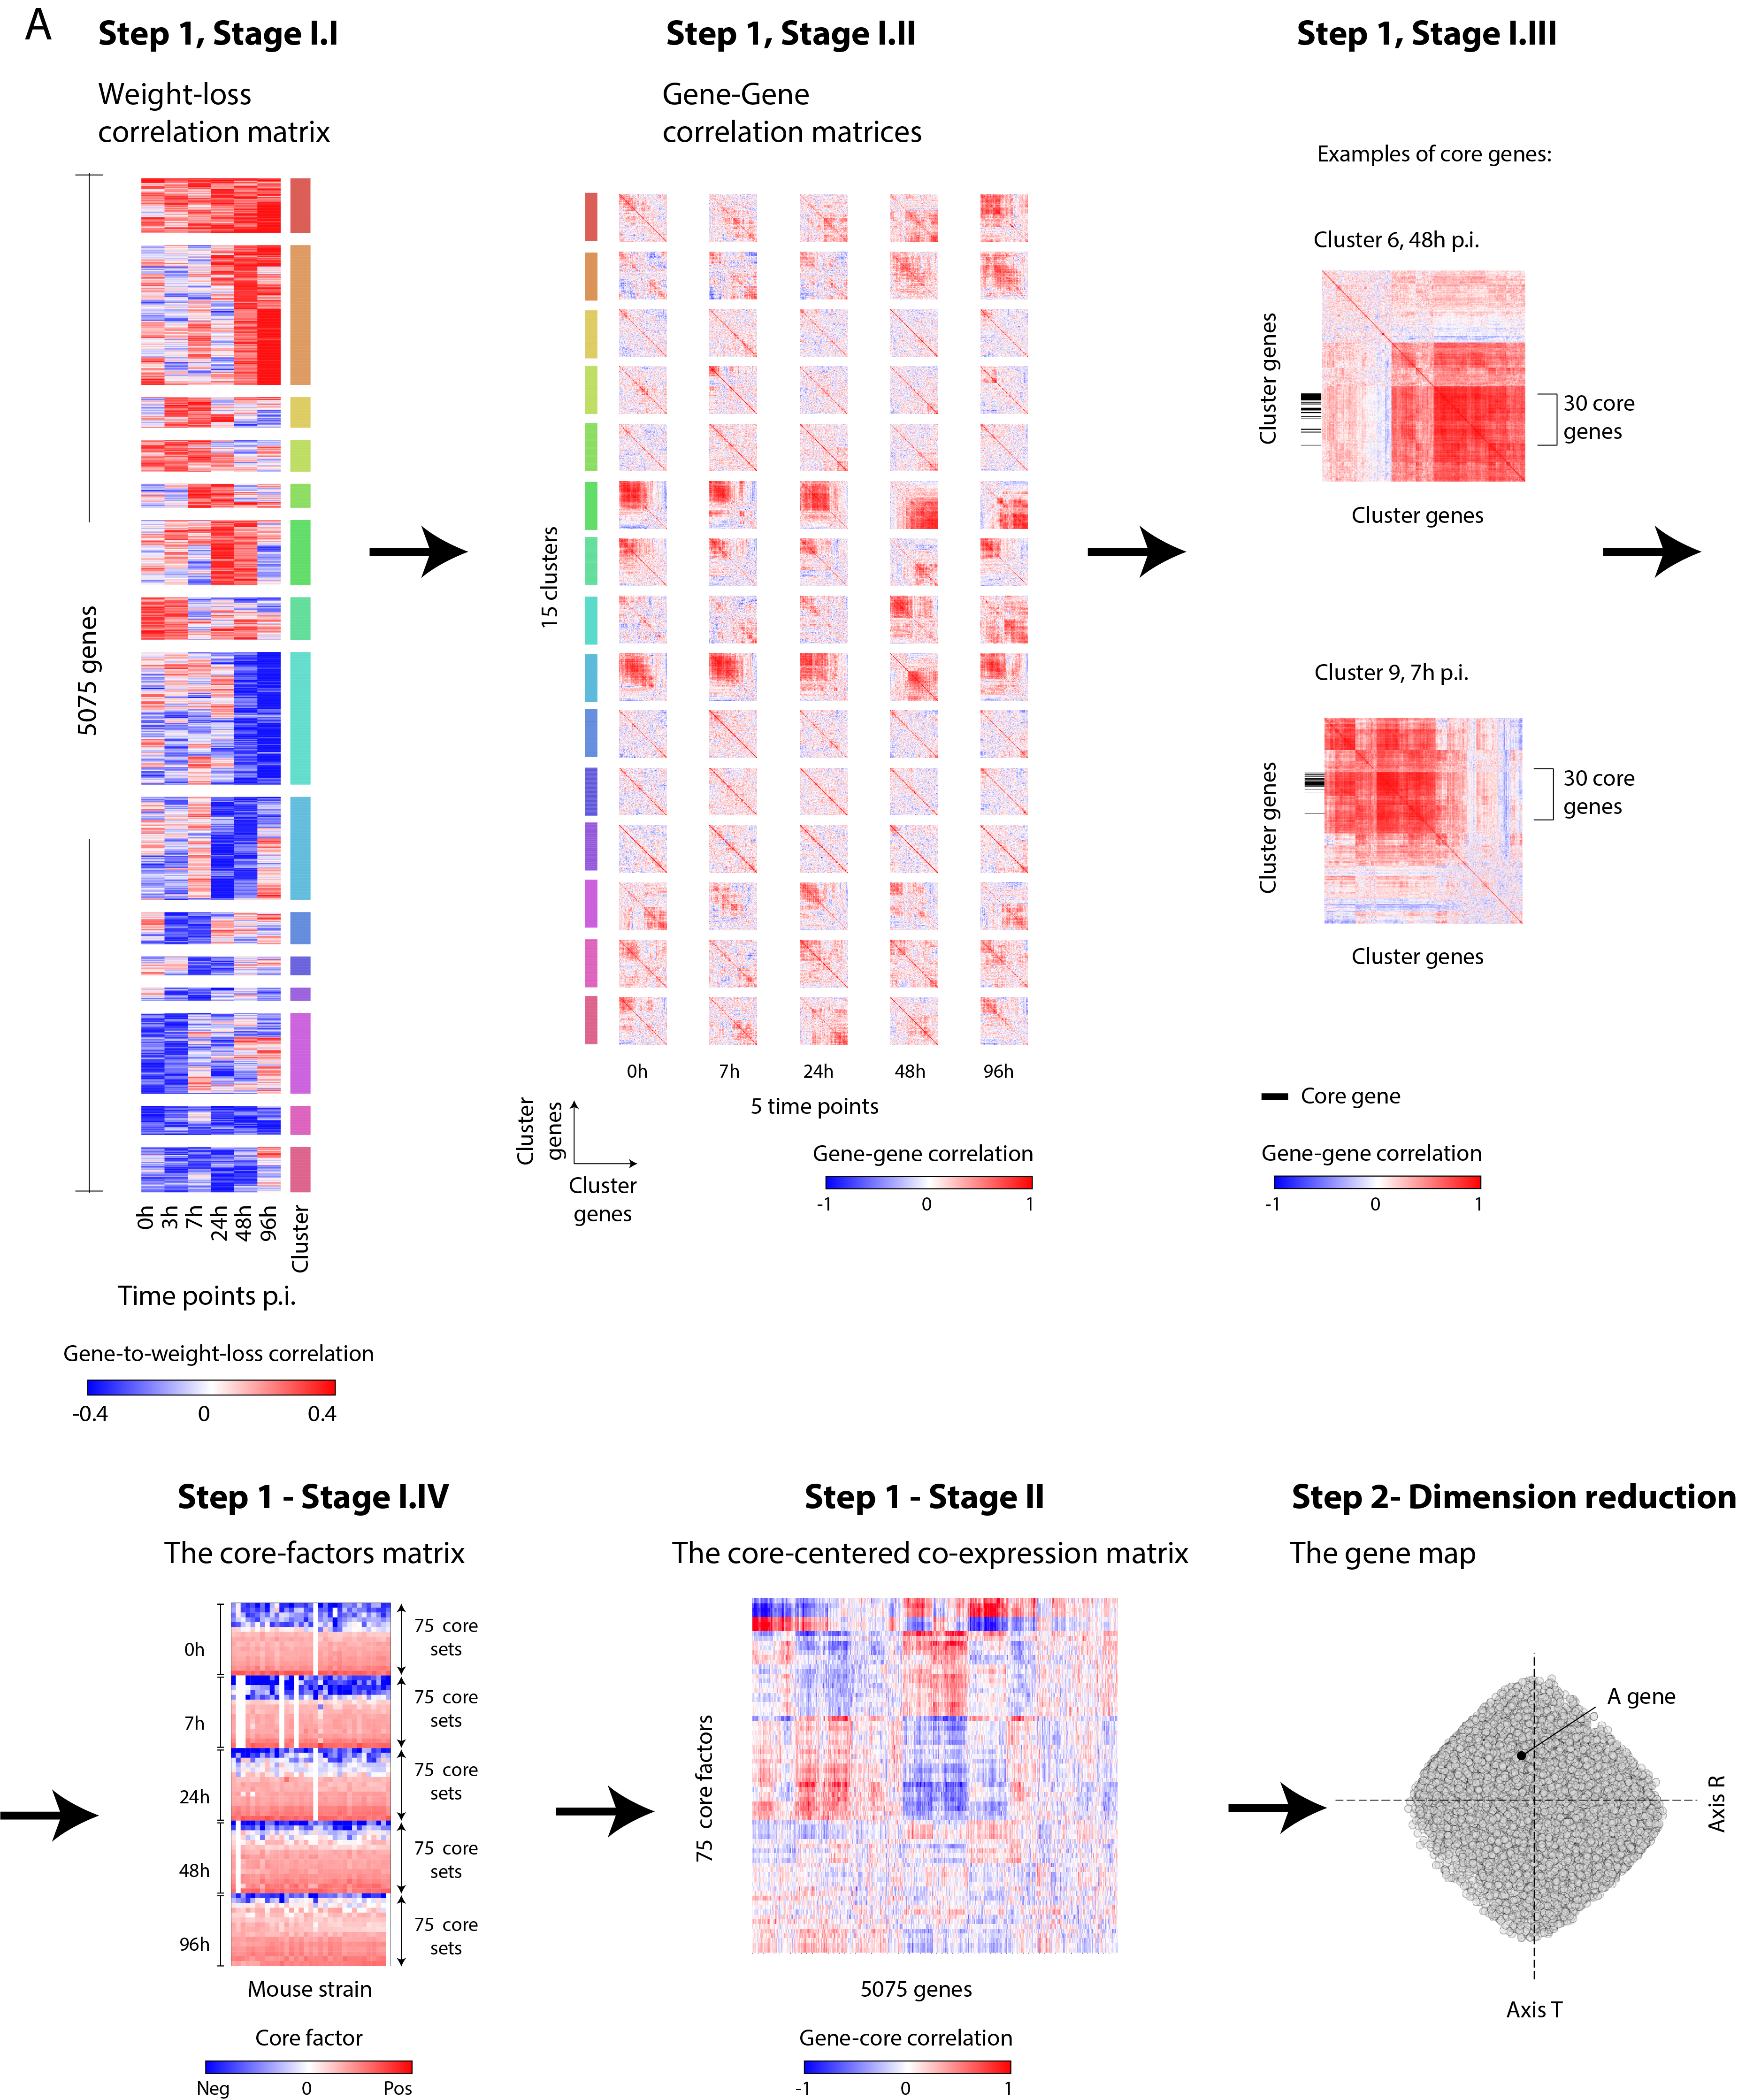 A
Step 1, Stage I.I
Weight-loss
correlation matrix
5075 genes
0h
3h
7h
24h
48h
96h
Cluster
Time points p.i.
Gene-to-weight-loss correlation
-0.4
0
0.4
Step 1, Stage I.II
Gene-Gene
correlation matrices
15 clusters
0h
7h
24h
48h
96h
5 time points
Cluster
genes
Cluster
genes
Gene-gene correlation
-1
0
1
Step 1, Stage I.III
Examples of core genes:
Cluster 6, 48h p.i.
Cluster genes
30 core
genes
Cluster genes
Cluster 9, 7h p.i.
Cluster genes
30 core
genes
Cluster genes
Core gene
Gene-gene correlation
-1
0
1
Step 1 - Stage I.IV
The core-factors matrix
0h
75 core
sets
7h
75 core
sets
24h
75 core
sets
48h
75 core
sets
96h
75 core
sets
Mouse strain
Core factor
Neg
0
Pos
Step 1 - Stage II
The core-centered co-expression matrix
75 core factors
5075 genes
Gene-core correlation
-1
0
1
Step 2- Dimension reduction
The gene map
A gene
Axis R
Axis T